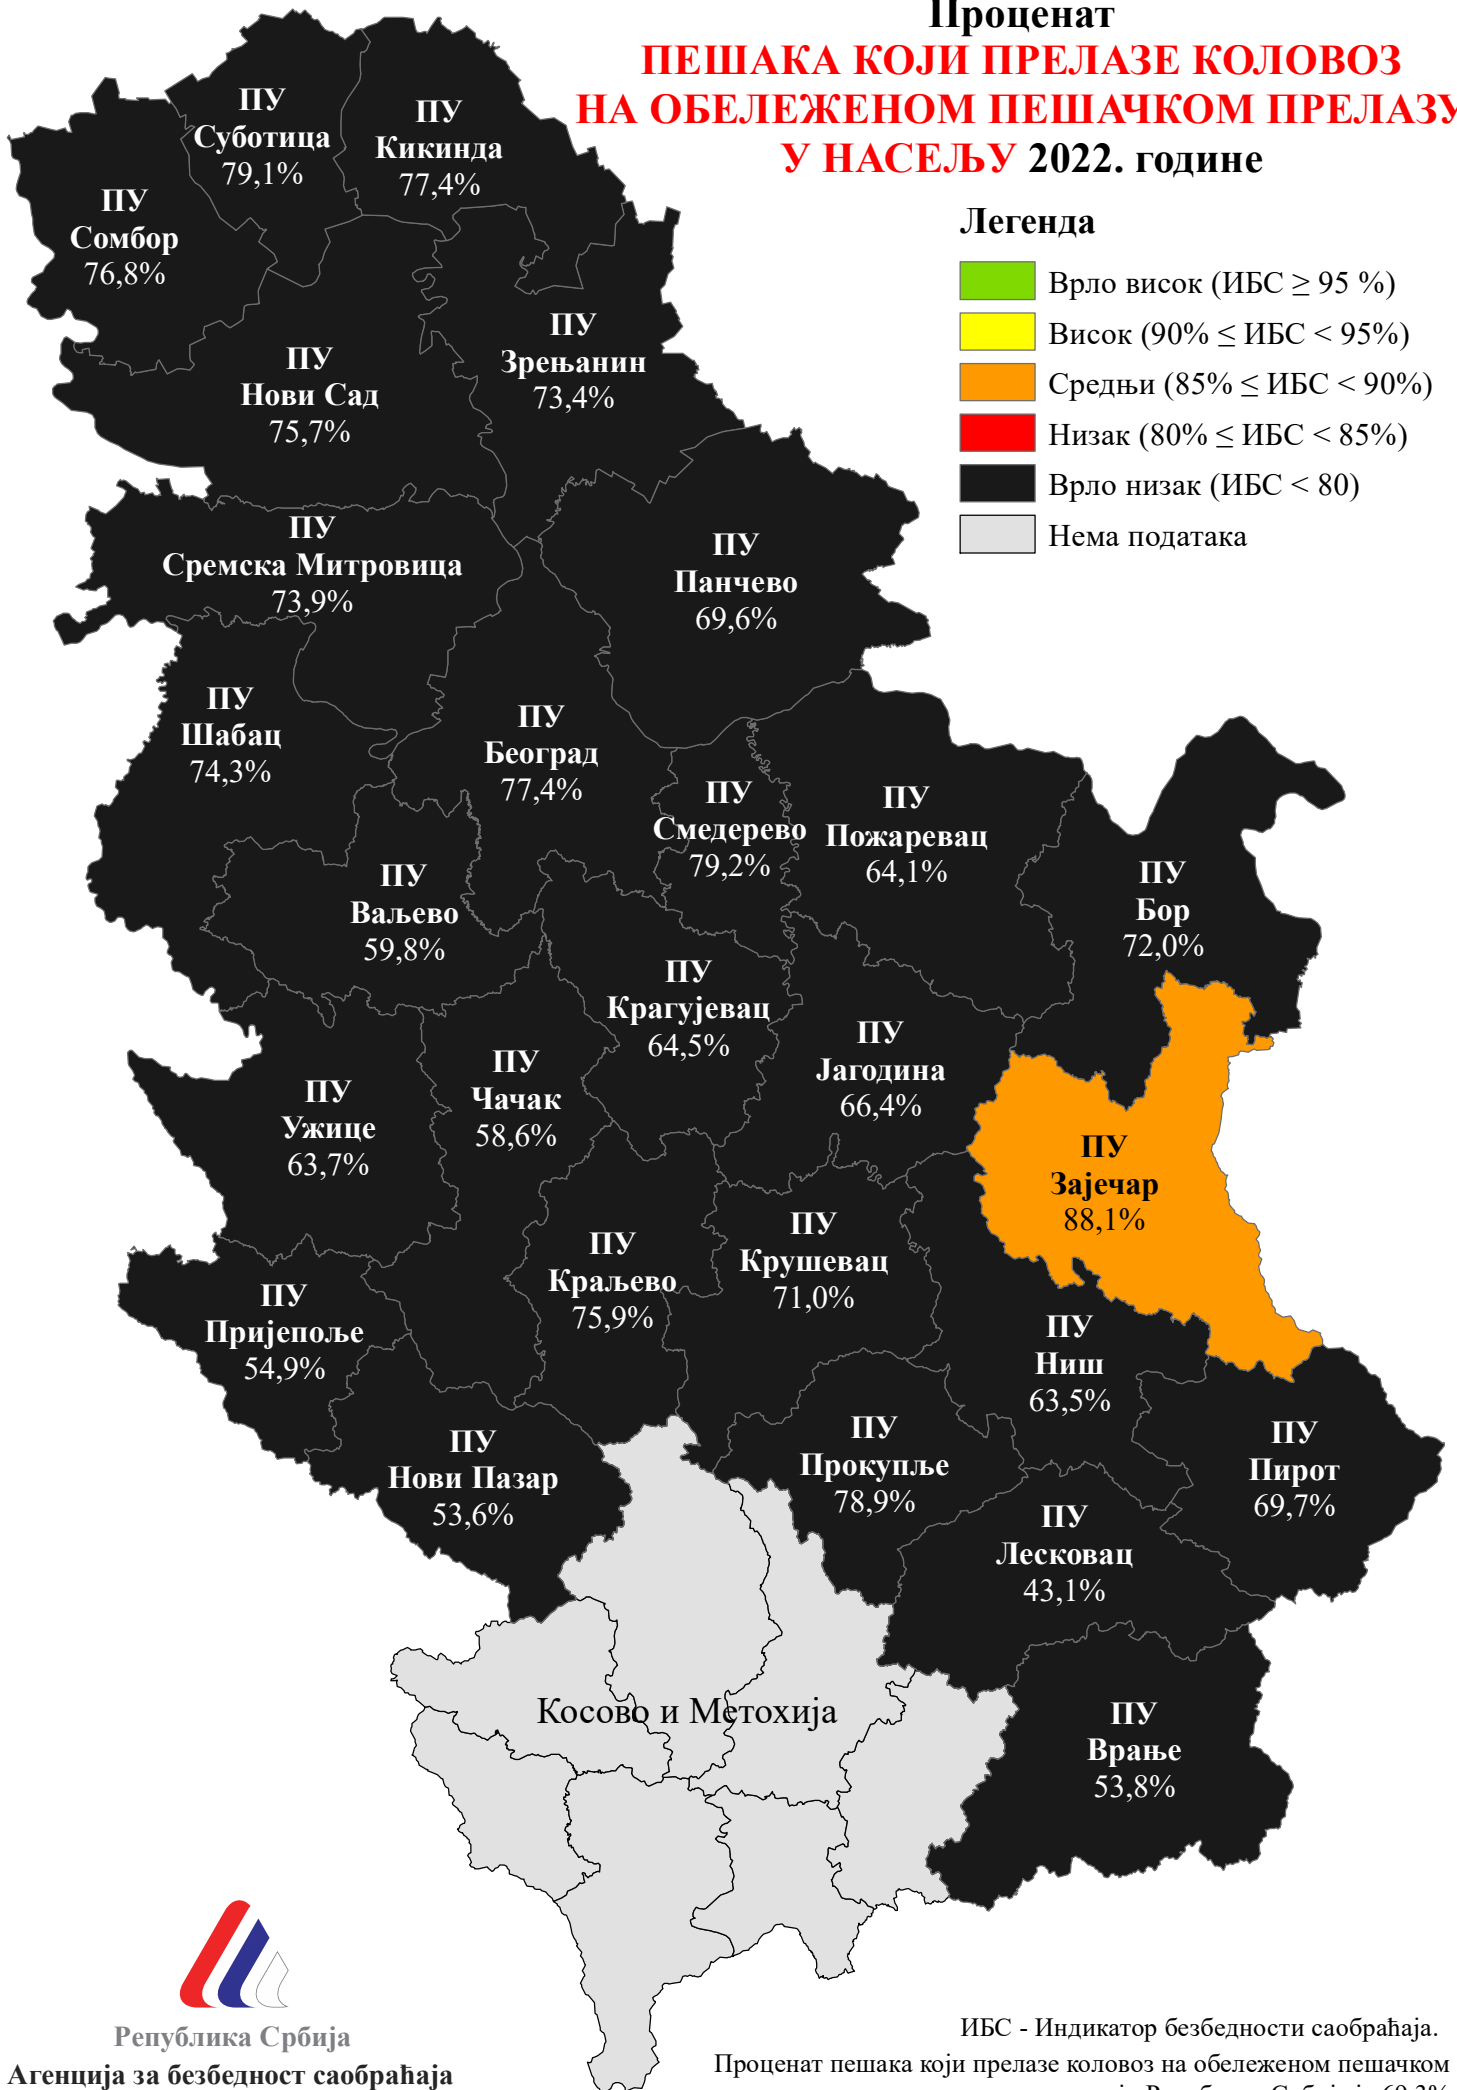 Проценат
ПЕШАКА КОЈИ ПРЕЛАЗЕ КОЛОВОЗ
НА ОБЕЛЕЖЕНОМ ПЕШАЧКОМ ПРЕЛАЗУ
У НАСЕЉУ 2022. године
Легенда
Врло висок (ИБС ≥ 95 %)
Висок (90% ≤ ИБС < 95%)
Средњи (85% ≤ ИБС < 90%)
Низак (80% ≤ ИБС < 85%)
Врло низак (ИБС < 80)
Нема података
ПУ
Суботица
79,1%
ПУ
Кикинда
77,4%
ПУ
Сомбор
76,8%
ПУ
Зрењанин
73,4%
ПУ
Нови Сад
75,7%
ПУ
Сремска Митровица
73,9%
ПУ
Панчево
69,6%
ПУ
Шабац
74,3%
ПУ
Београд
77,4%
ПУ
Смедерево
79,2%
ПУ
Пожаревац
64,1%
ПУ
Бор
72,0%
ПУ
Ваљево
59,8%
ПУ
Крагујевац
64,5%
ПУ
Јагодина
66,4%
ПУ
Чачак
58,6%
ПУ
Ужице
63,7%
ПУ
Зајечар
88,1%
ПУ
Краљево
75,9%
ПУ
Крушевац
71,0%
ПУ
Пријепоље
54,9%
ПУ
Ниш
63,5%
ПУ
Нови Пазар
53,6%
ПУ
Прокупље
78,9%
ПУ
Пирот
69,7%
ПУ
Лесковац
43,1%
Косово и Метохија
ПУ
Врање
53,8%
Република Србија
Агенција за безбедност саобраћаја
ИБС - Индикатор безбедности саобраћаја.
Проценат пешака који прелазе коловоз на обележеном пешачком